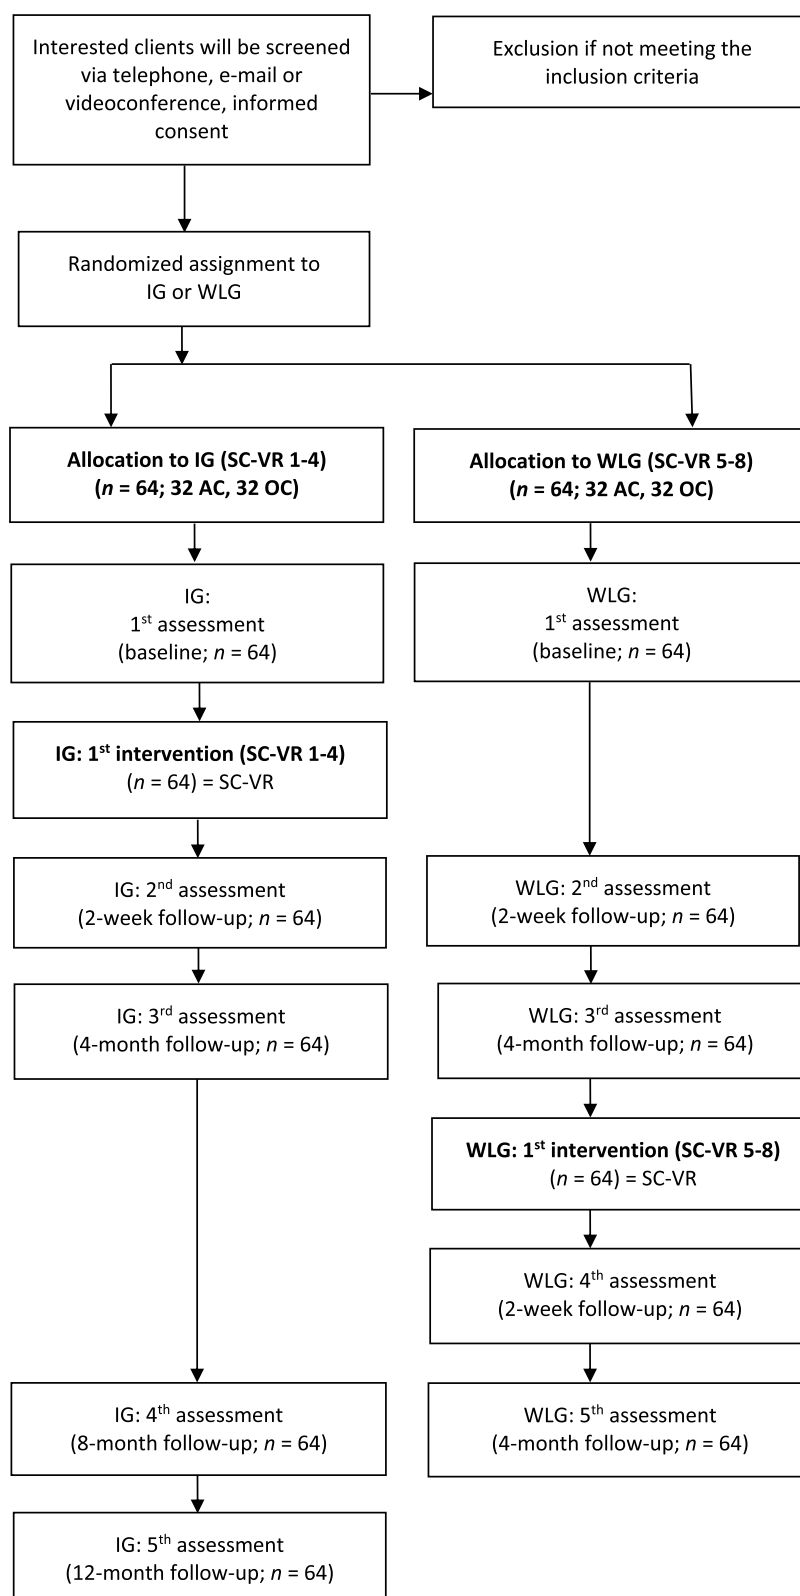 Interested clients will be screened
via telephone, e-mail or
videoconference, informed
consent
Exclusion if not meeting the
inclusion criteria
Randomized assignment to
IG or WLG
Allocation to IG (SC-VR 1-4)
(n = 64; 32 AC, 32 OC)
Allocation to WLG (SC-VR 5-8)
(n = 64; 32 AC, 32 OC)
IG:
1st assessment
(baseline; n = 64)
WLG:
1st assessment
(baseline; n = 64)
IG: 1st intervention (SC-VR 1-4)
(n = 64) = SC-VR
IG: 2nd assessment
(2-week follow-up; n = 64)
WLG: 2nd assessment
(2-week follow-up; n = 64)
IG: 3rd assessment
(4-month follow-up; n = 64)
WLG: 3rd assessment
(4-month follow-up; n = 64)
WLG: 1st intervention (SC-VR 5-8)
(n = 64) = SC-VR
WLG: 4th assessment
(2-week follow-up; n = 64)
IG: 4th assessment
(8-month follow-up; n = 64)
WLG: 5th assessment
(4-month follow-up; n = 64)
IG: 5th assessment
(12-month follow-up; n = 64)